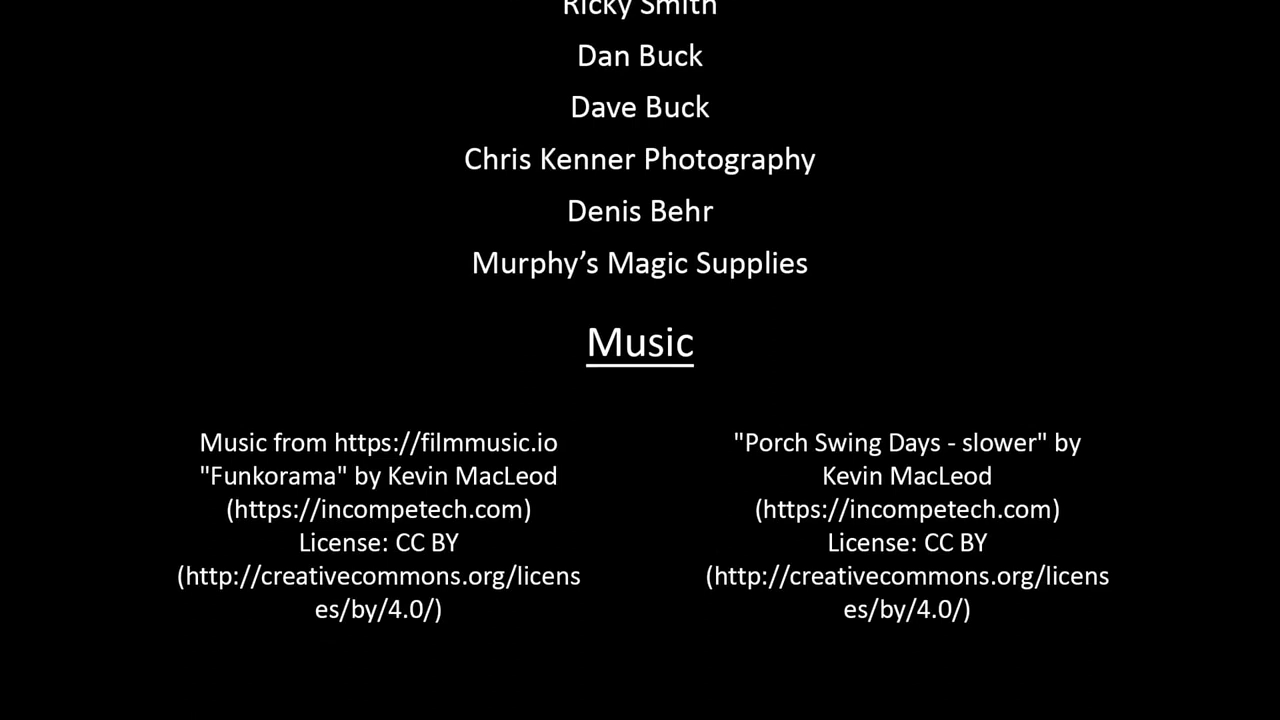 Ricky Smith
Dan Buck
Dave Buck
Chris Kenner Photography
Denis Behr
Murphy’s Magic Supplies
Music
Music from https://filmmusic.io
"Funkorama" by Kevin MacLeod
(https://incompetech.com)
License: CC BY
(http://creativecommons.org/licens
es/by/4.0/)
"Porch Swing Days - slower" by
Kevin MacLeod
(https://incompetech.com)
License: CC BY
(http://creativecommons.org/licens
es/by/4.0/)